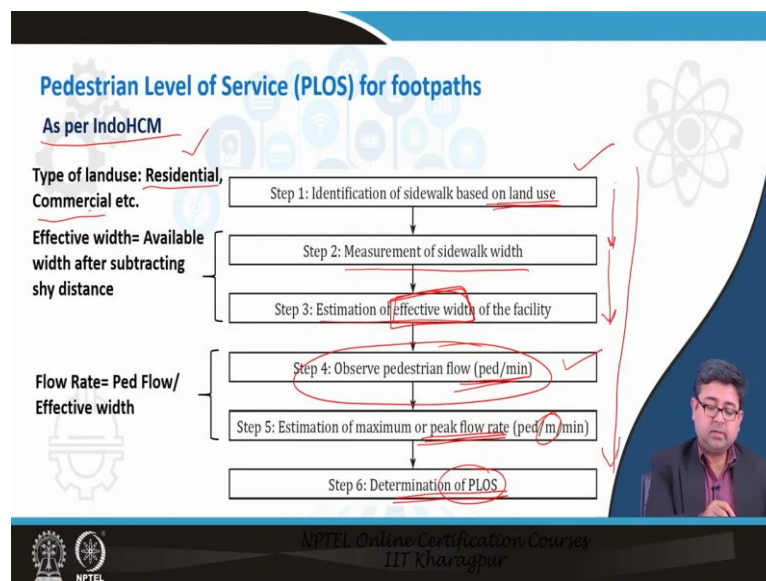 Pedestrian Level of Service (PLOS) for footpaths
As per IndoHCM
Type of landuse: Residential,
Commercial etc.
Effective width= Available
width after subtracting
shy distance
Flow Rate= Ped Flow/
Effective width
Step 1: Identification of sidewalk based on land use
Step 2: Measurement of sidewalk width
Step 3: Estimation of effective width of the facility
Step 4: Observe pedestrian flow (ped/min)
Step 5: Estimation of maximum or peak flow rate (ped/m/min)
Step 6: Determination of PLOS
NPTEL Online Certification Courses
IIT Kharagpur
NPTEL